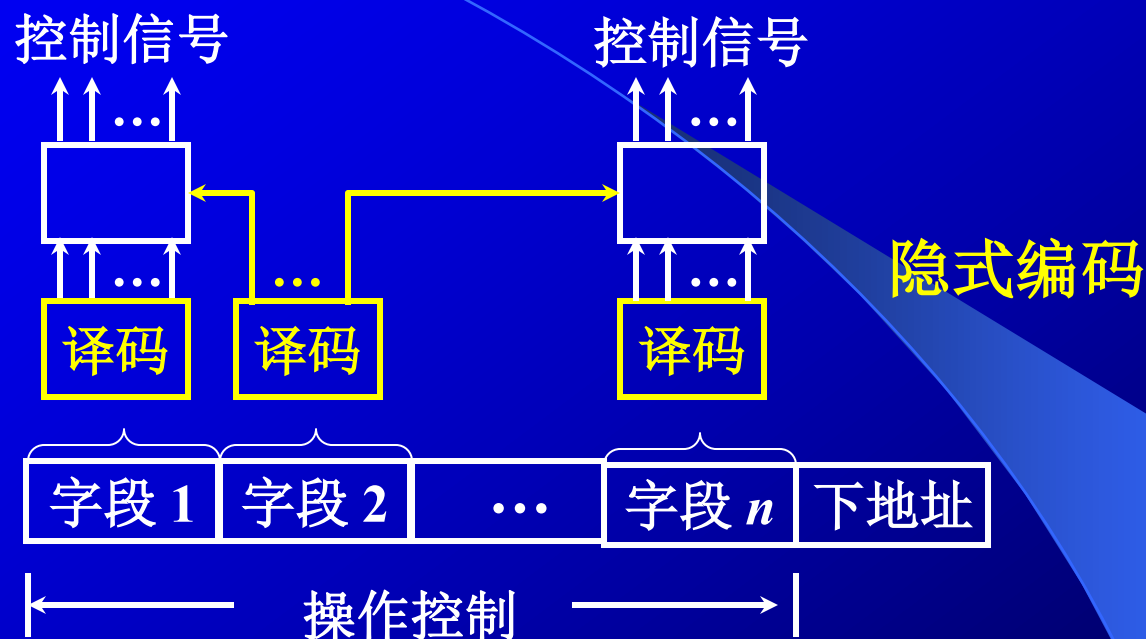 控制信号 控制信号
… …
… … …
隐式编码
译码 译码 译码
字段 1 字段 2 … 字段 n 下地址
操作控制